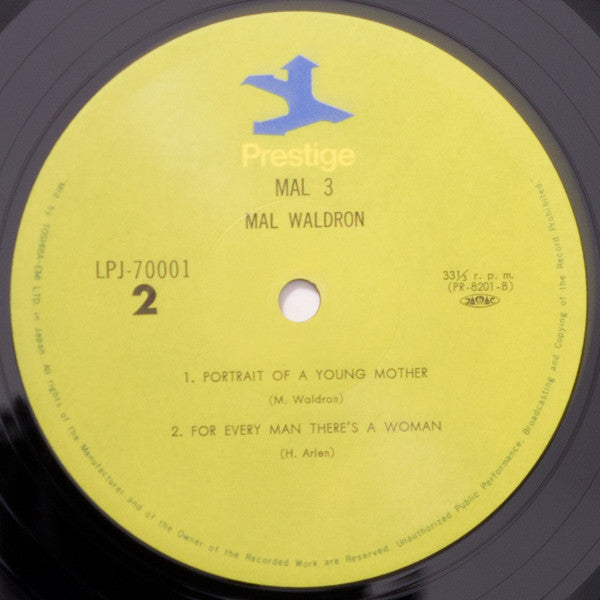 Prestige
MAL 3
MAL WALDRON
LPJ-70001
2
33⅓ r. p. m.
(PR-8201-B)
JASRAC
1. PORTRAIT OF A YOUNG MOTHER
(M. Waldron)
2. FOR EVERY MAN THERE'S A WOMAN
(H. Arlen)
Mfd. by TOSHIBA-EMI LTD. in Japan. All rights of the Manufacturer and of the Owner of the Recorded Work are Reserved. Unauthorized Public Performance, Broadcasting and Copying of the Record Prohibited.